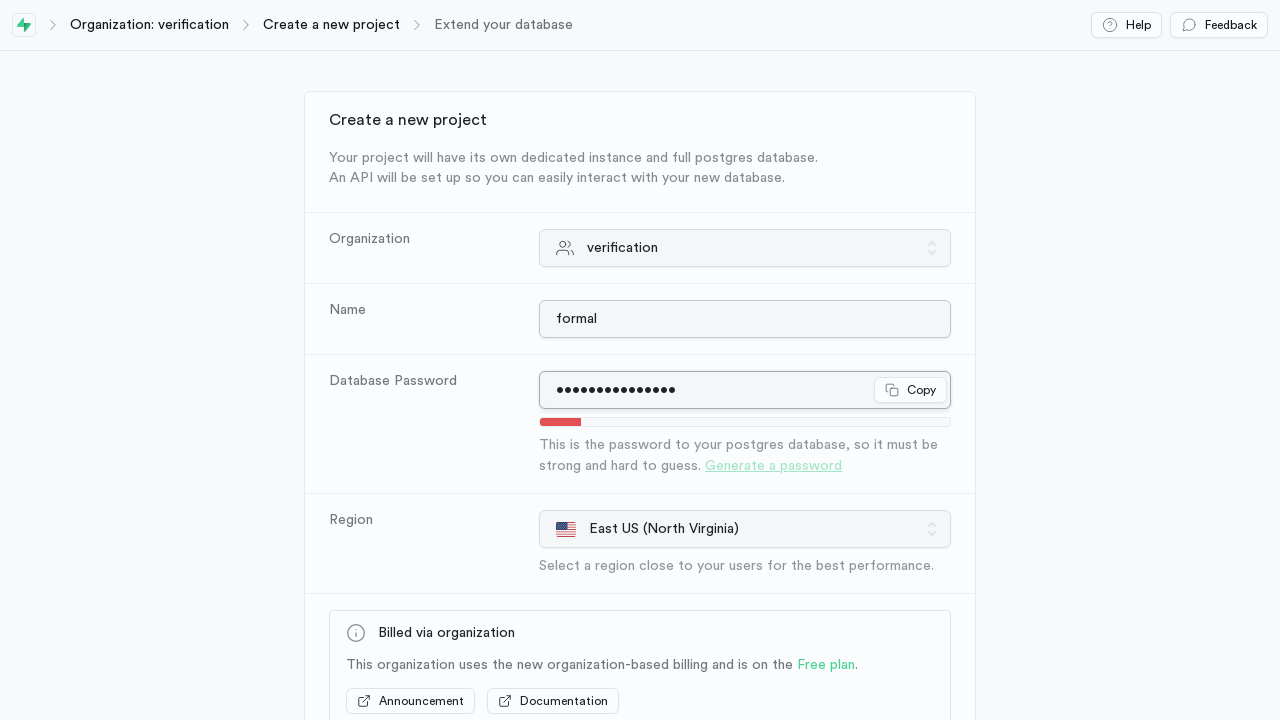 Organization: verification
Create a new project
Extend your database
Help
Feedback
Create a new project
Your project will have its own dedicated instance and full postgres database.
An API will be set up so you can easily interact with your new database.
Organization
verification
Name
formal
Database Password
•••••••••••••••
Copy
This is the password to your postgres database, so it must be
strong and hard to guess. Generate a password
Region
East US (North Virginia)
Select a region close to your users for the best performance.
Billed via organization
This organization uses the new organization-based billing and is on the Free plan.
Announcement
Documentation